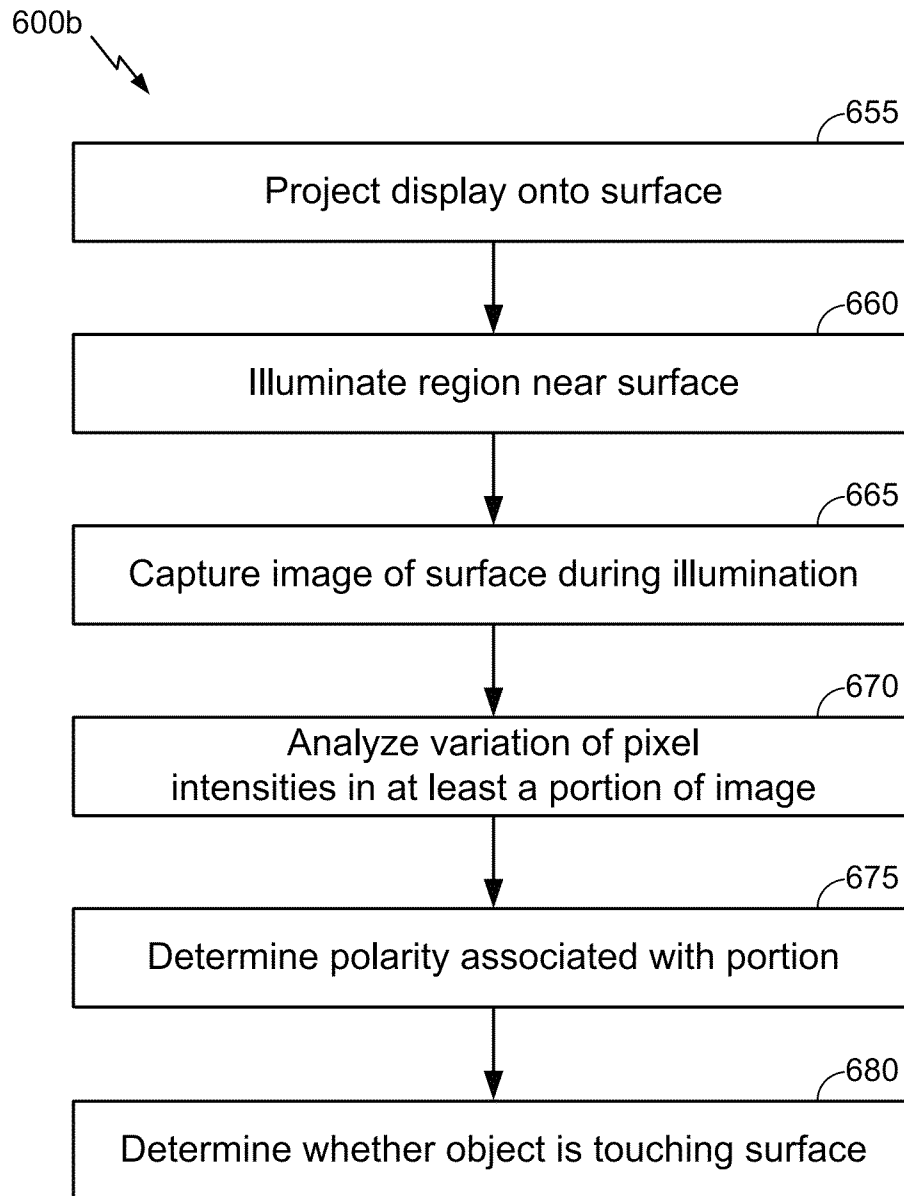 600b
655
Project display onto surface
660
Illuminate region near surface
665
Capture image of surface during illumination
670
Analyze variation of pixel
intensities in at least a portion of image
675
Determine polarity associated with portion
680
Determine whether object is touching surface